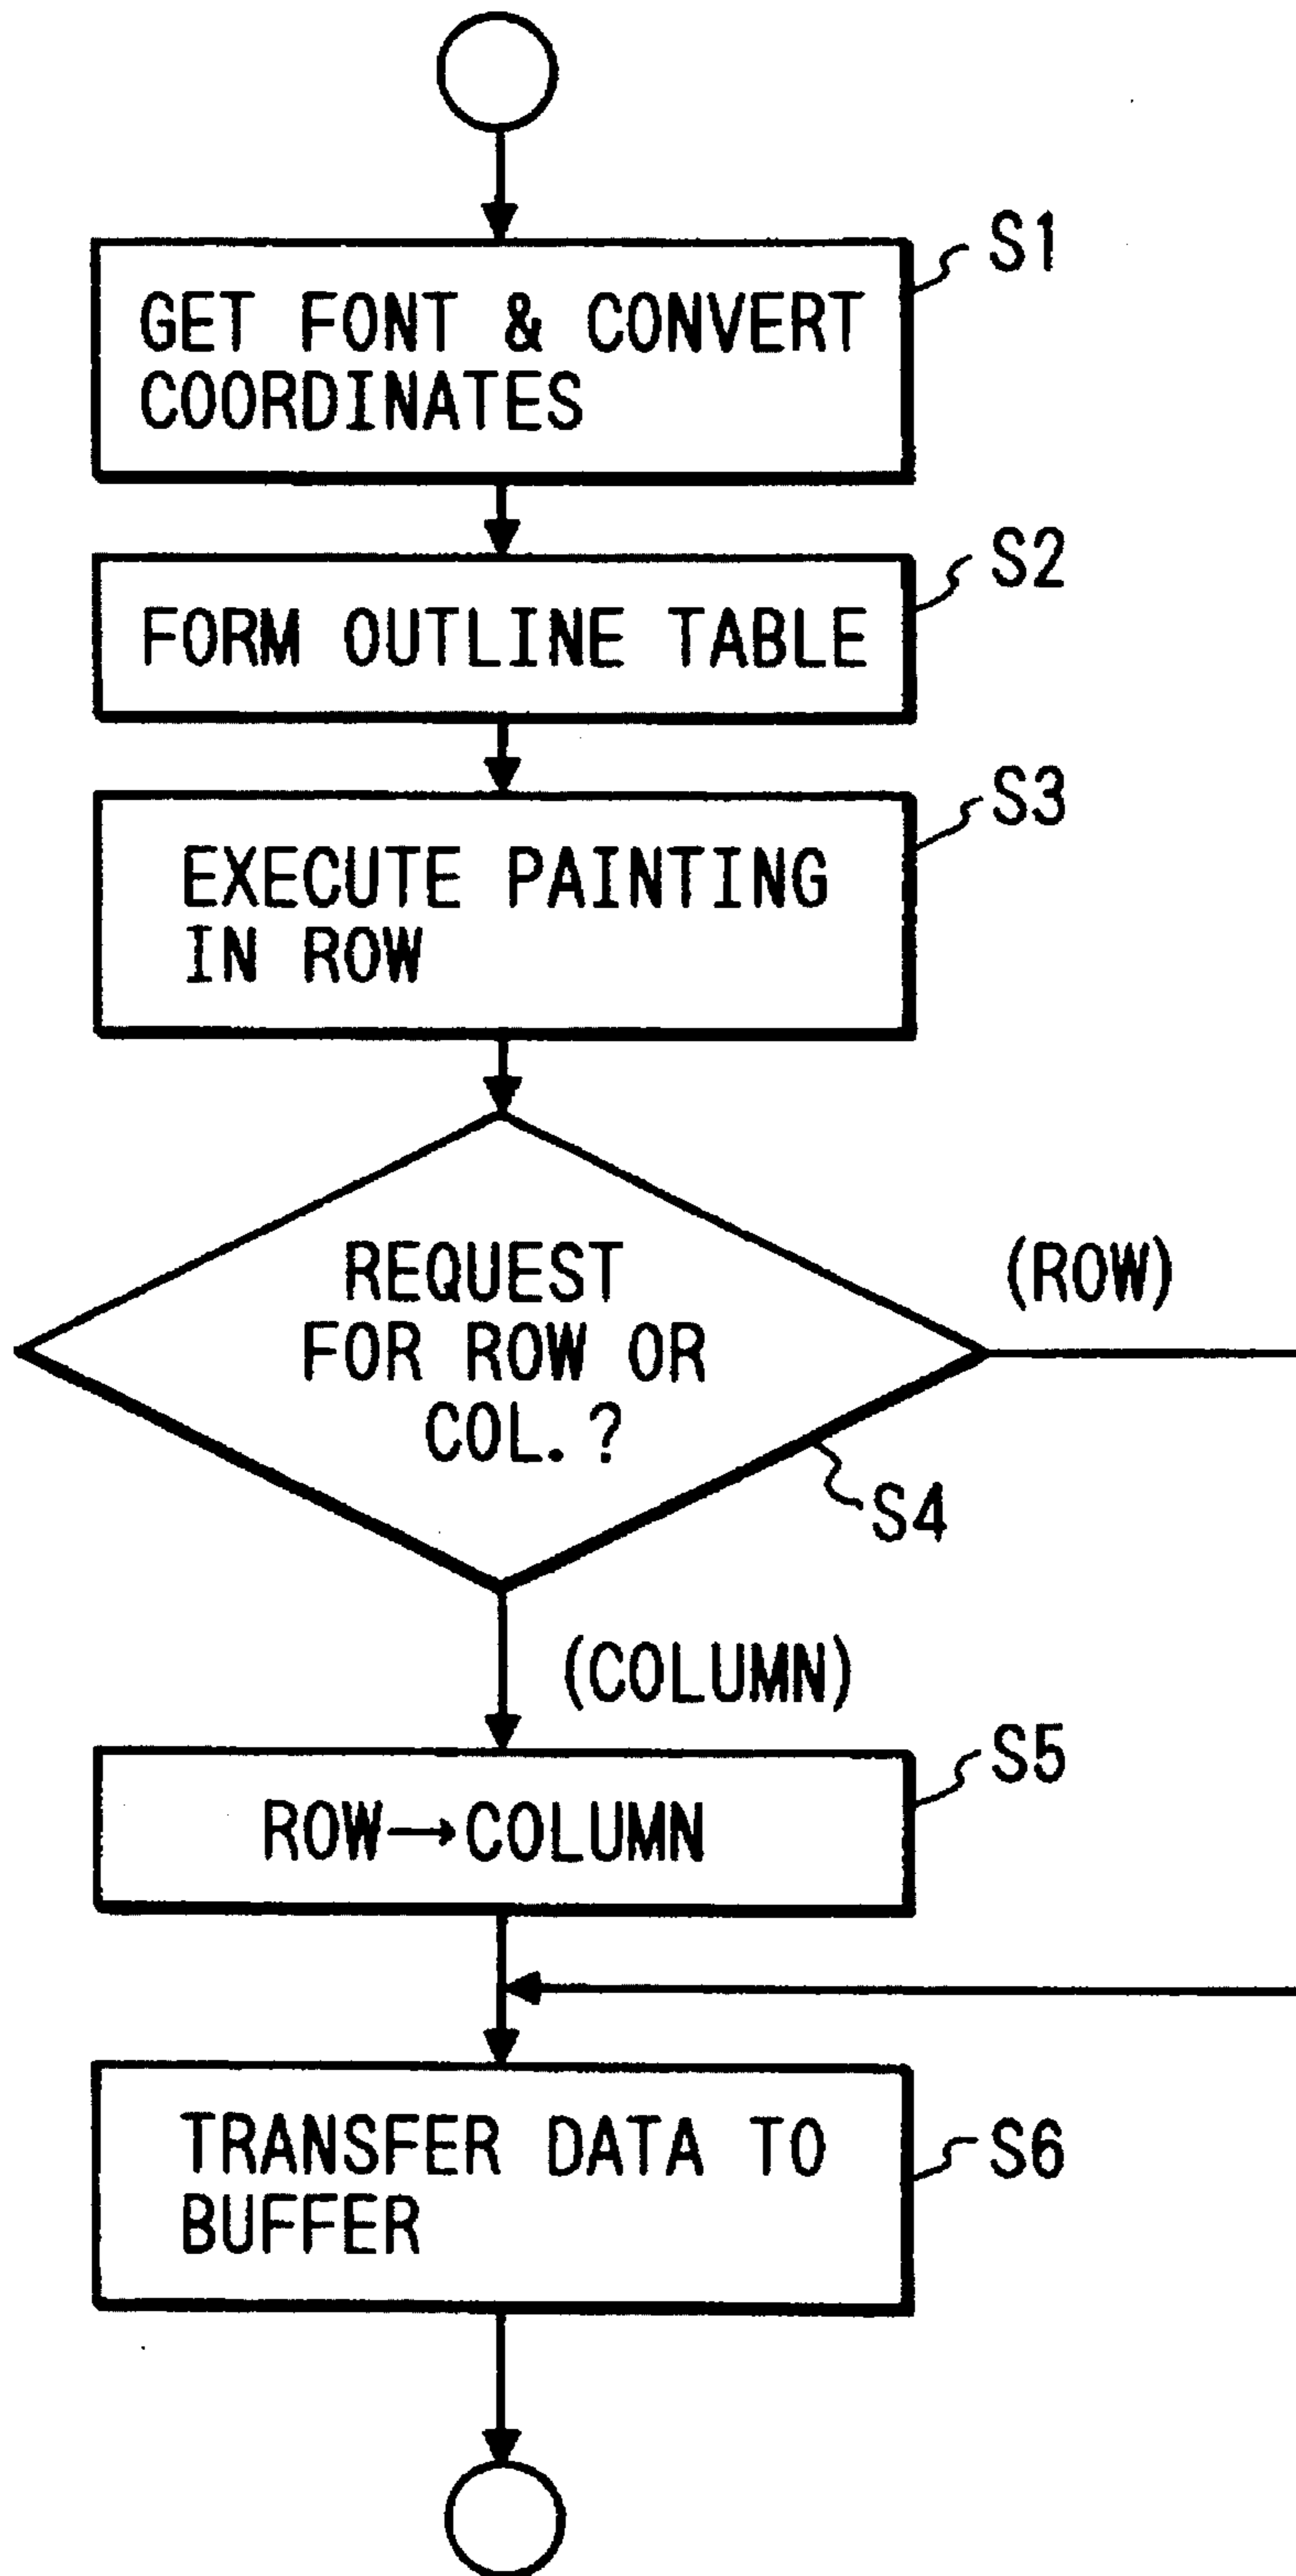 S1
GET FONT & CONVERT
COORDINATES
S2
FORM OUTLINE TABLE
S3
EXECUTE PAINTING
IN ROW
REQUEST
FOR ROW OR
COL.?
(ROW)
S4
(COLUMN)
S5
ROW→COLUMN
TRANSFER DATA TO
BUFFER
S6